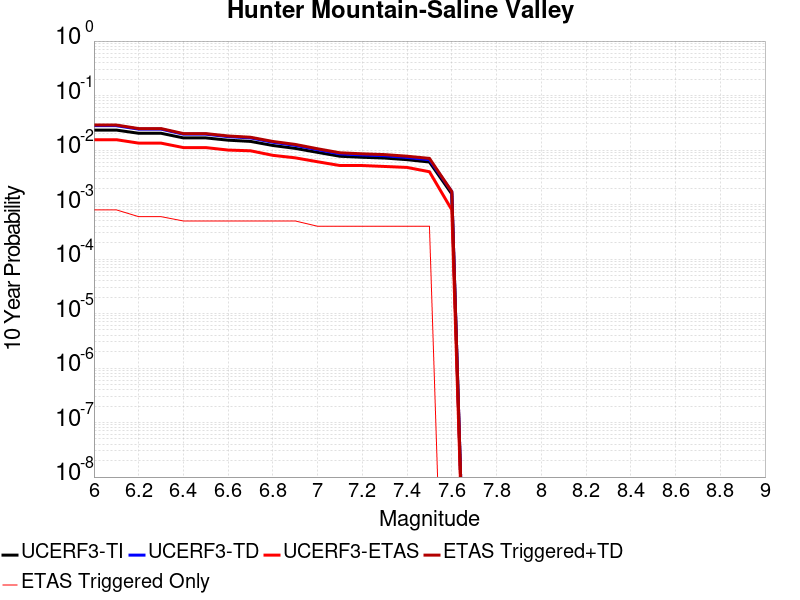 Hunter Mountain-Saline Valley
10 0
10 -1
10 -2
10 -3
10 -4
10 -5
10 -6
10 -7
10 -8
10 Year Probability
6 6.2 6.4 6.6 6.8 7 7.2 7.4 7.6 7.8 8 8.2 8.4 8.6 8.8 9
Magnitude
UCERF3-TI UCERF3-TD UCERF3-ETAS ETAS Triggered+TD
ETAS Triggered Only